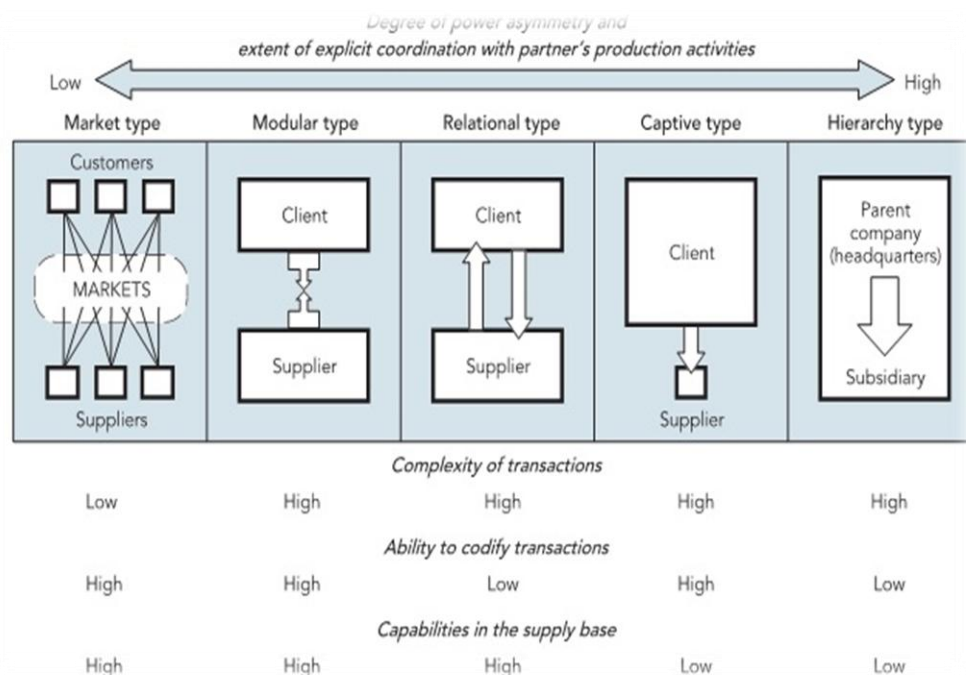 Degree of power asymmetry and
extent of explicit coordination with partner's production activities
Low High
Market type Modular type Relational type Captive type Hierarchy type
Customers
MARKETS
Suppliers
Client
Supplier
Client
Supplier
Client
Supplier
Parent
company
(headquarters)
Subsidiary
Complexity of transactions
Low High High High High
Ability to codify transactions
High High Low High Low
Capabilities in the supply base
High High High Low Low